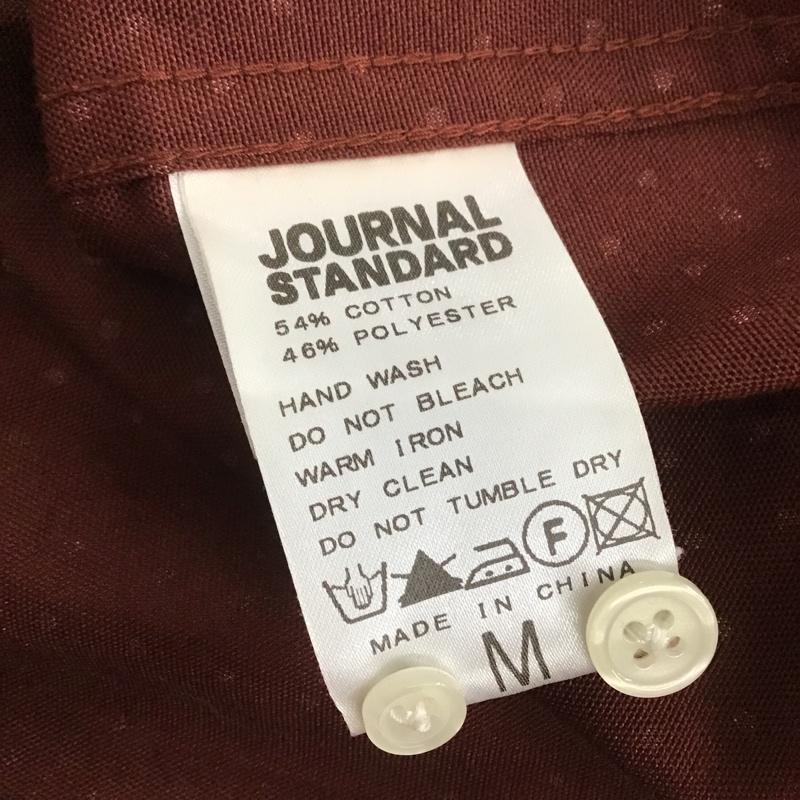 JOURNAL
STANDARD
54% COTTON
46% POLYESTER
HAND WASH
DO NOT BLEACH
WARM IRON
DRY CLEAN
DO NOT TUMBLE DRY
F
MADE IN CHINA
M